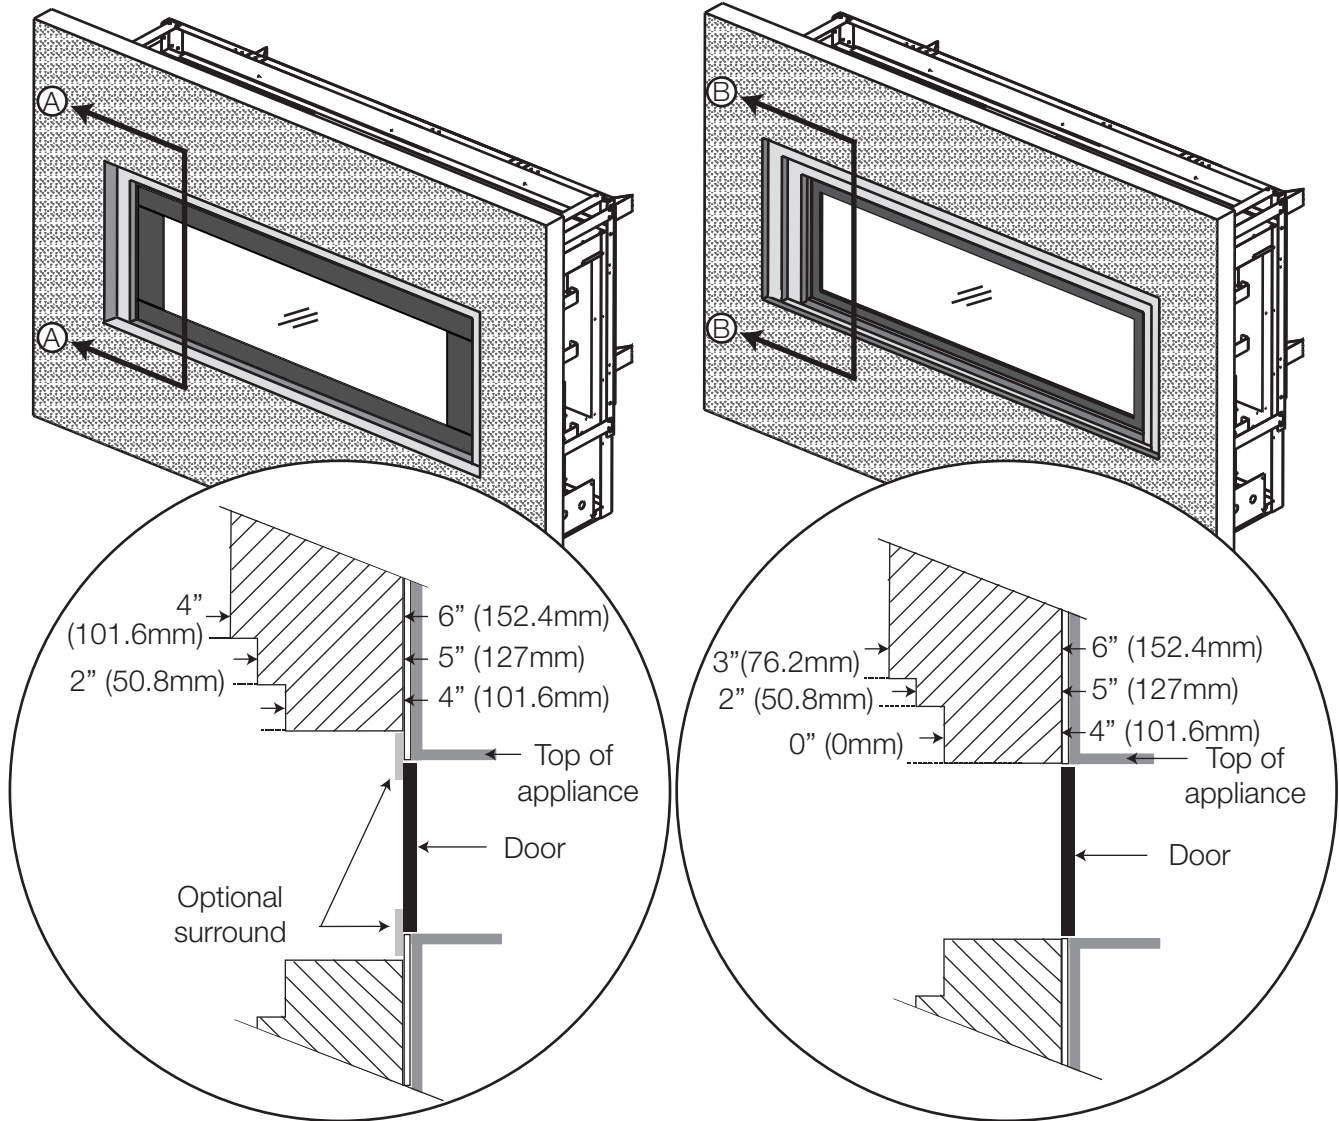 A
A
B
B
4”
(101.6mm)
2” (50.8mm)
6” (152.4mm)
5” (127mm)
4” (101.6mm)
Top of
appliance
Door
Optional
surround
3”(76.2mm)
2” (50.8mm)
0” (0mm)
6” (152.4mm)
5” (127mm)
4” (101.6mm)
Top of
appliance
Door